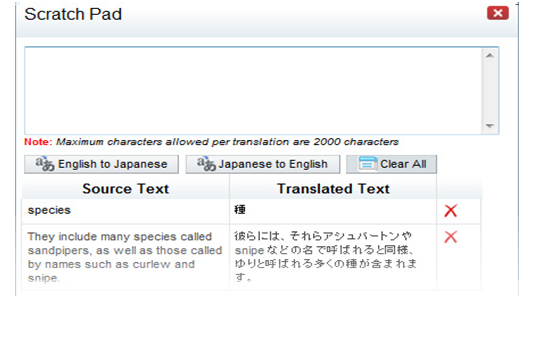 Scratch Pad
Note: Maximum characters allowed per translation are 2000 characters
English to Japanese
Japanese to English
Clear All
Source Text
Translated Text
species
種
They include many species called
sandpipers, as well as those called
by names such as curlew and
snipe.
彼らには、それらアシュバートンや
snipe などの名で呼ばれると同様、
ゆりと呼ばれる多くの種が含まれま
す。